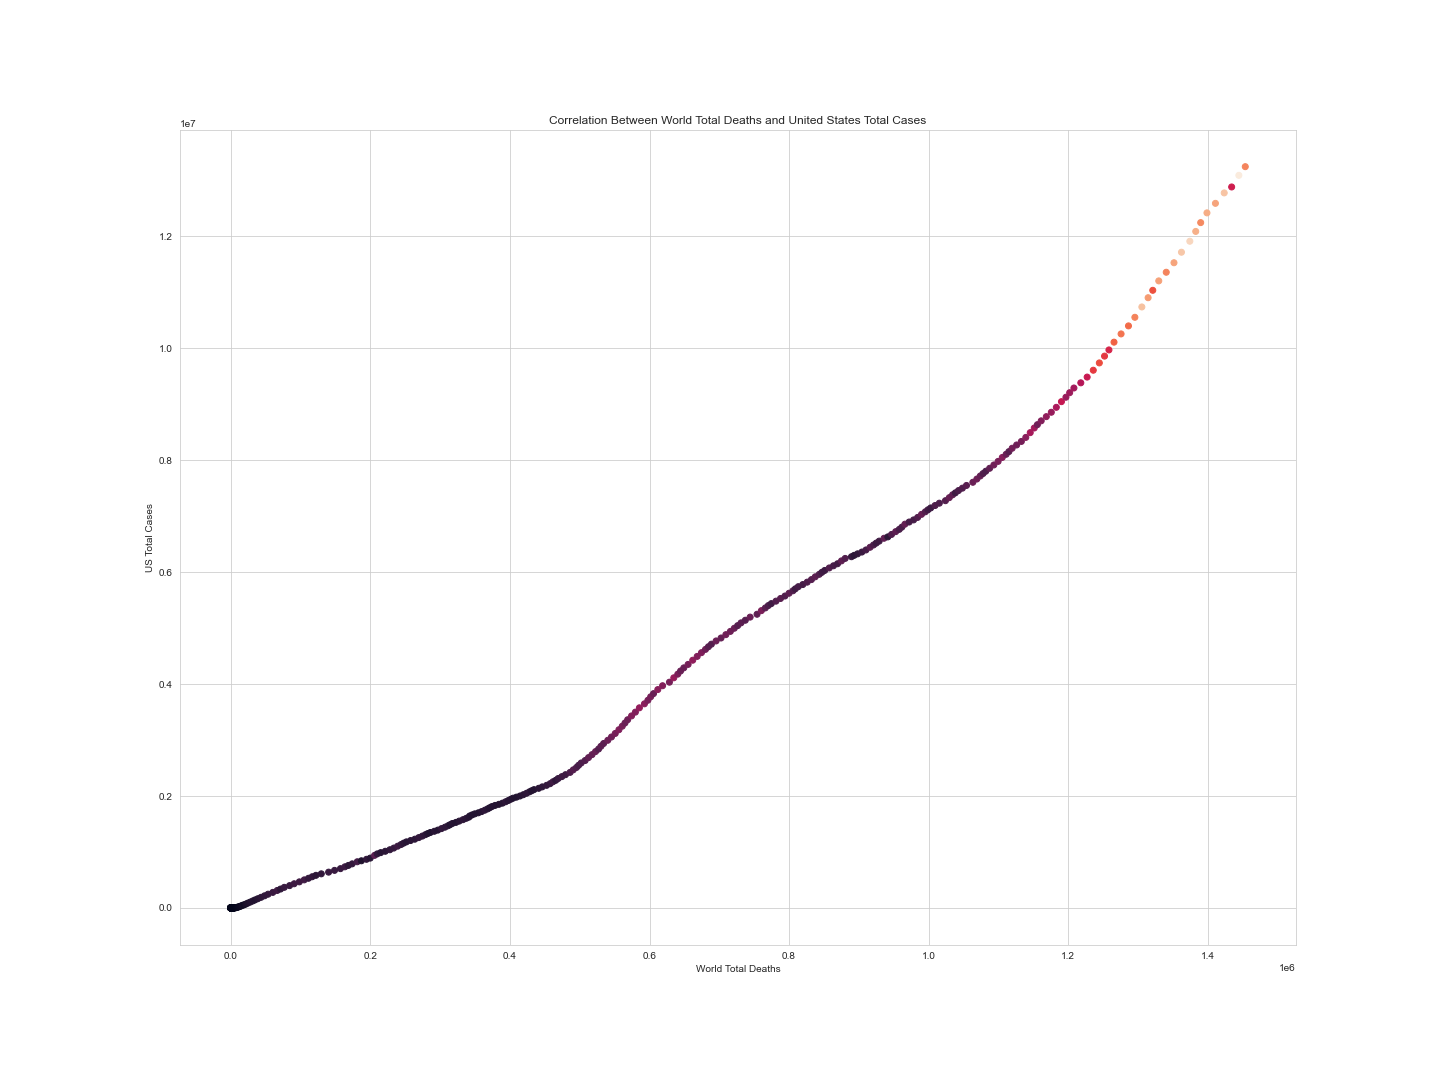 Correlation Between World Total Deaths and United States Total Cases
1e7
1.2
1.0
0.8
0.6
0.4
0.2
0.0
US Total Cases
0.0 0.2 0.4 0.6 0.8 1.0 1.2 1.4
World Total Deaths
1e6